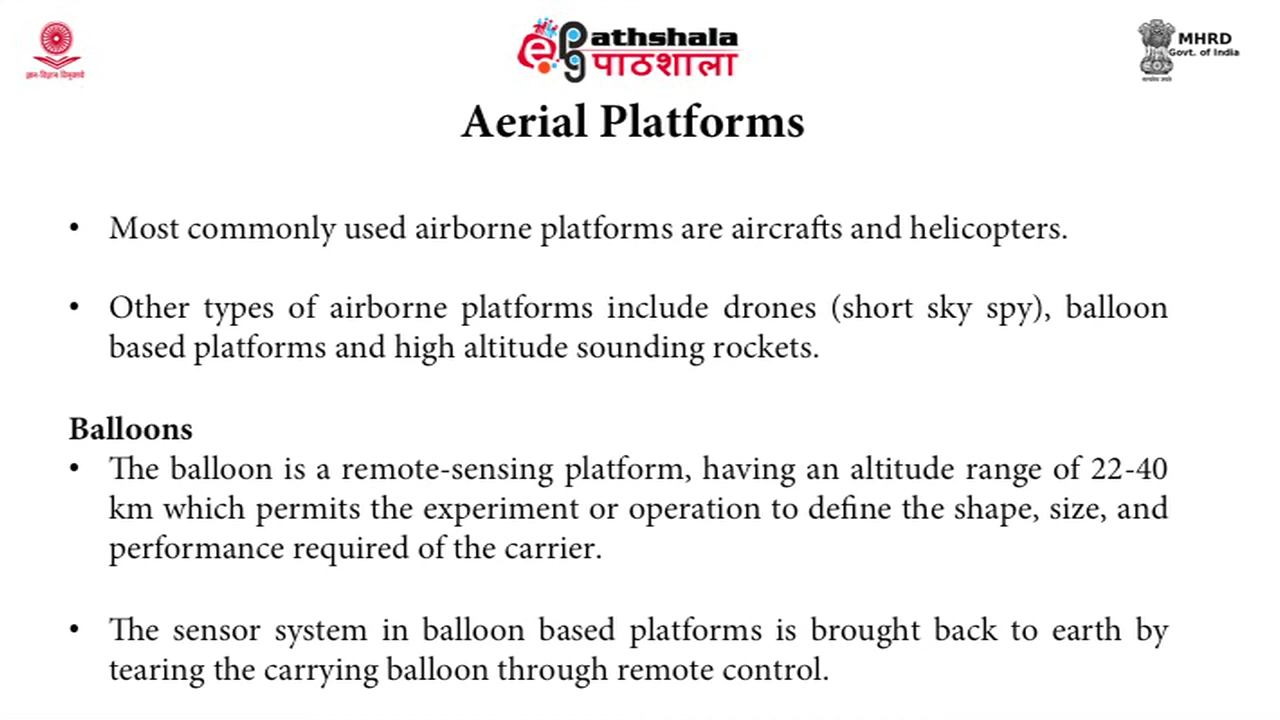 ज्ञान-विज्ञान विमुक्तये
ePathshala
पाठशाला
MHRD
Govt. of India
सत्यमेव जयते
Aerial Platforms
• Most commonly used airborne platforms are aircrafts and helicopters.
• Other types of airborne platforms include drones (short sky spy), balloon
based platforms and high altitude sounding rockets.
Balloons
• The balloon is a remote-sensing platform, having an altitude range of 22-40
km which permits the experiment or operation to define the shape, size, and
performance required of the carrier.
• The sensor system in balloon based platforms is brought back to earth by
tearing the carrying balloon through remote control.